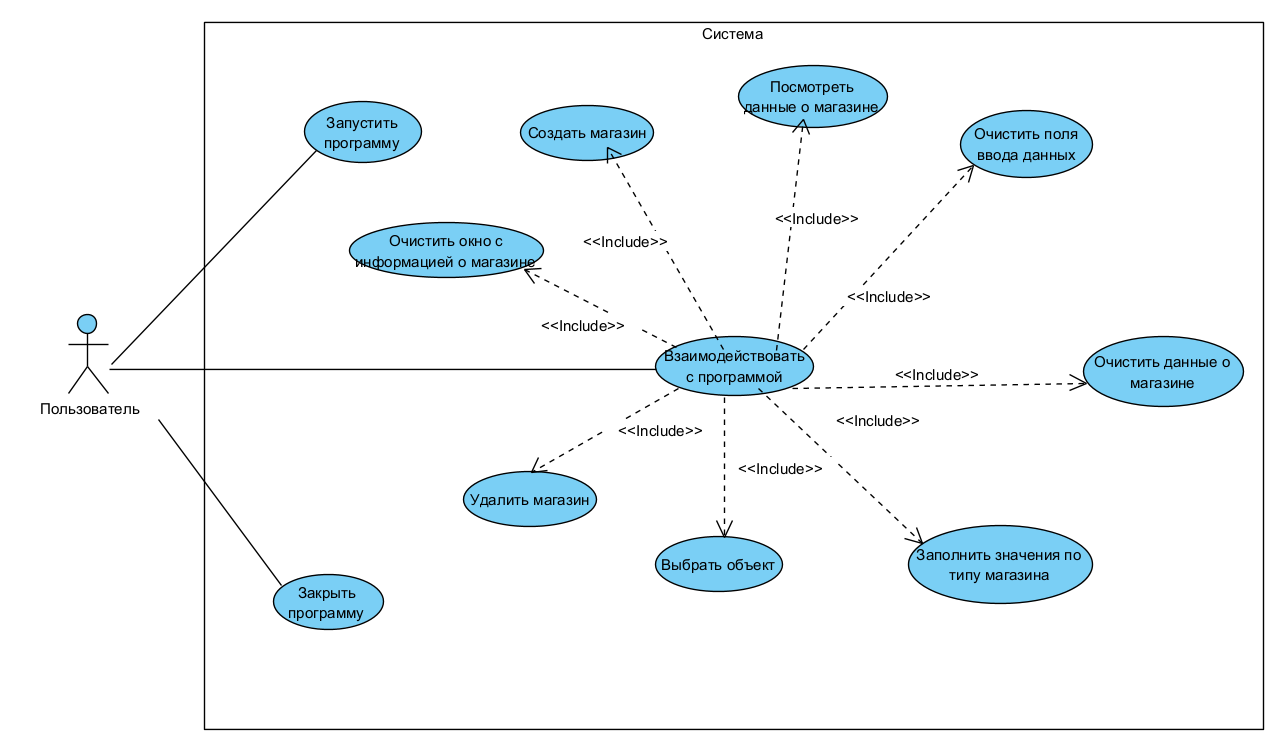 Система
Посмотреть
данные о магазине
Запустить
программу
Создать магазин
Очистить поля
ввода данных
<<Include>>
<<Include>>
Очистить окно с
информацией о магазине
<<Include>>
<<Include>>
Взаимодействовать
с программой
Очистить данные о
магазине
<<Include>>
Пользователь
<<Include>>
<<Include>>
<<Include>>
Удалить магазин
Выбрать объект
Заполнить значения по
типу магазина
Закрыть
программу